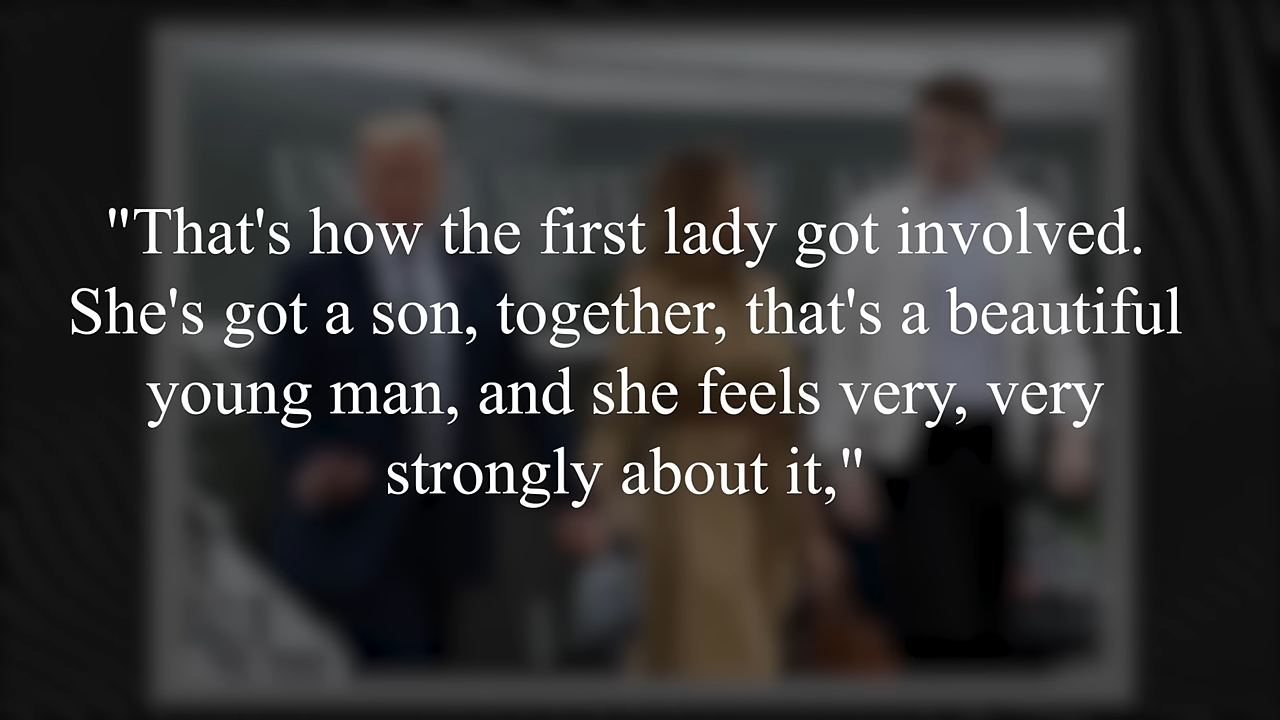 "That's how the first lady got involved.
She's got a son, together, that's a beautiful
young man, and she feels very, very
strongly about it,"